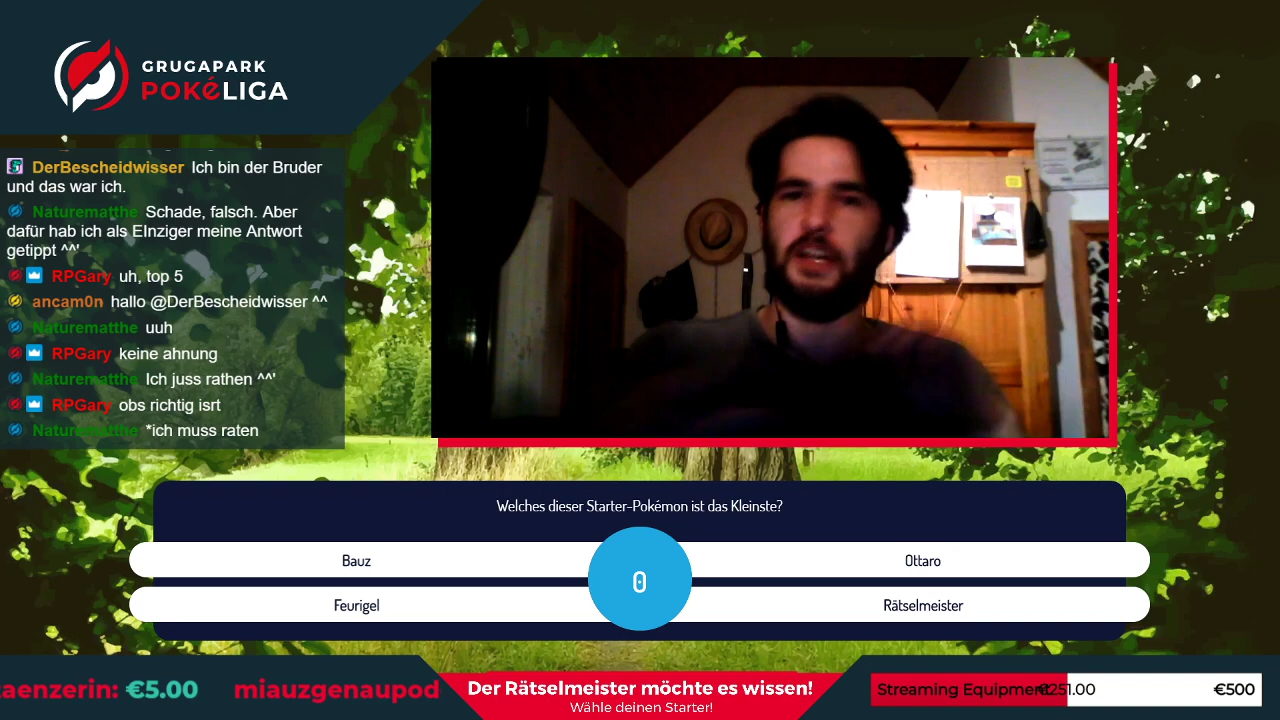 GRUGAPARK
POKéLIGA
DerBescheidwisser Ich bin der Bruder
und das war ich.
Naturematthe Schade, falsch. Aber
dafür hab ich als EInziger meine Antwort
getippt ^^'
RPGary uh, top 5
ancam0n hallo @DerBescheidwisser ^^
Naturematthe uuh
RPGary keine ahnung
Naturematthe Ich juss rathen ^^'
RPGary obs richtig isrt
Naturematthe *ich muss raten
Welches dieser Starter-Pokémon ist das Kleinste?
Bauz
Ottaro
0
Feurigel
Rätselmeister
aenzerin: €5.00 miauzgenaupod
Der Rätselmeister möchte es wissen!
Wähle deinen Starter!
Streaming Equipment €251.00 €500